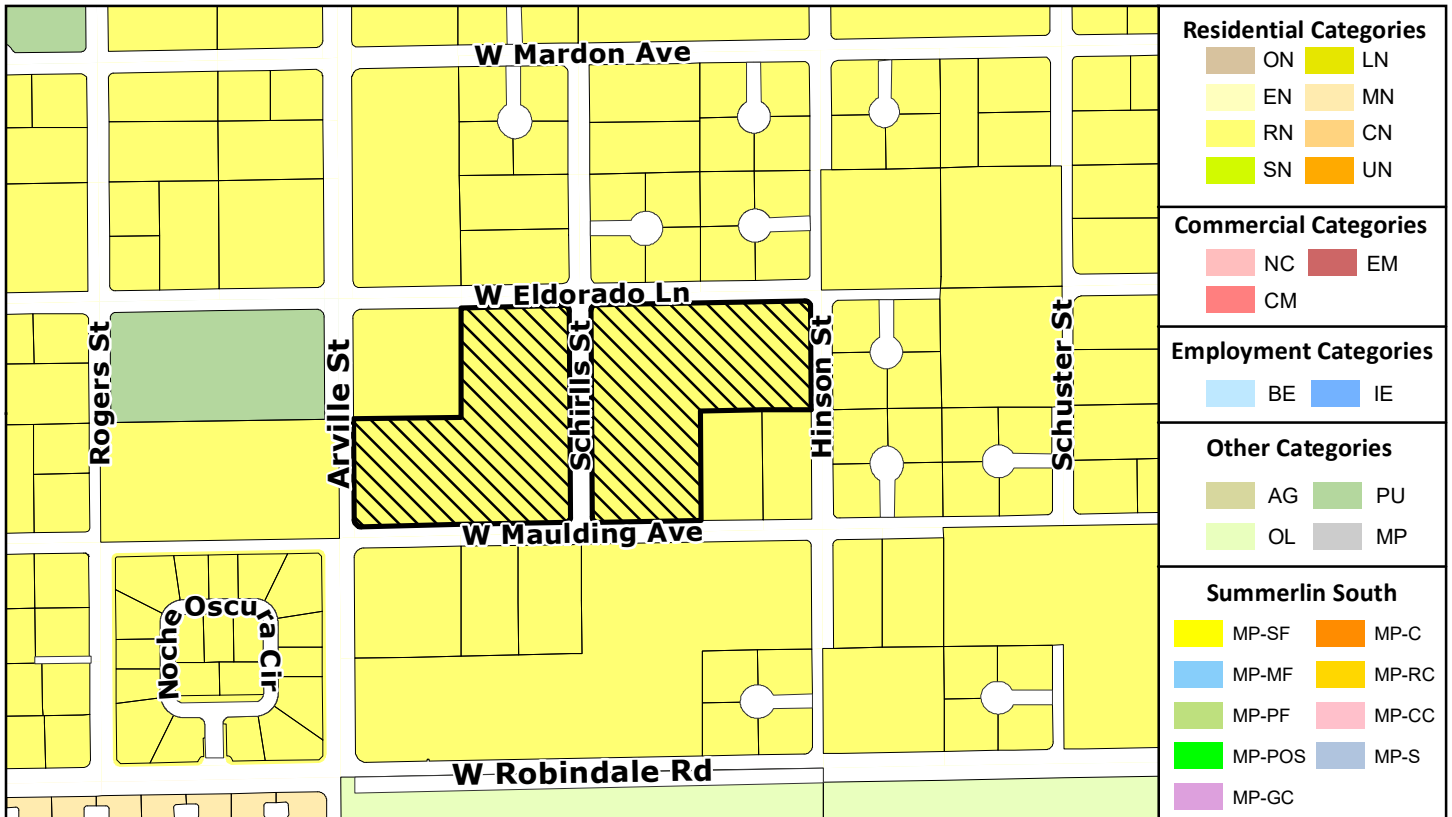 W Mardon Ave
W Eldorado Ln
Rogers St
Arville St
Schirlls St
Hinson St
Schuster St
W Maulding Ave
Noche Oscura Cir
W Robindale Rd
Residential Categories
ON LN
EN MN
RN CN
SN UN
Commercial Categories
NC EM
CM
Employment Categories
BE IE
Other Categories
AG PU
OL MP
Summerlin South
MP-SF MP-C
MP-MF MP-RC
MP-PF MP-CC
MP-POS MP-S
MP-GC